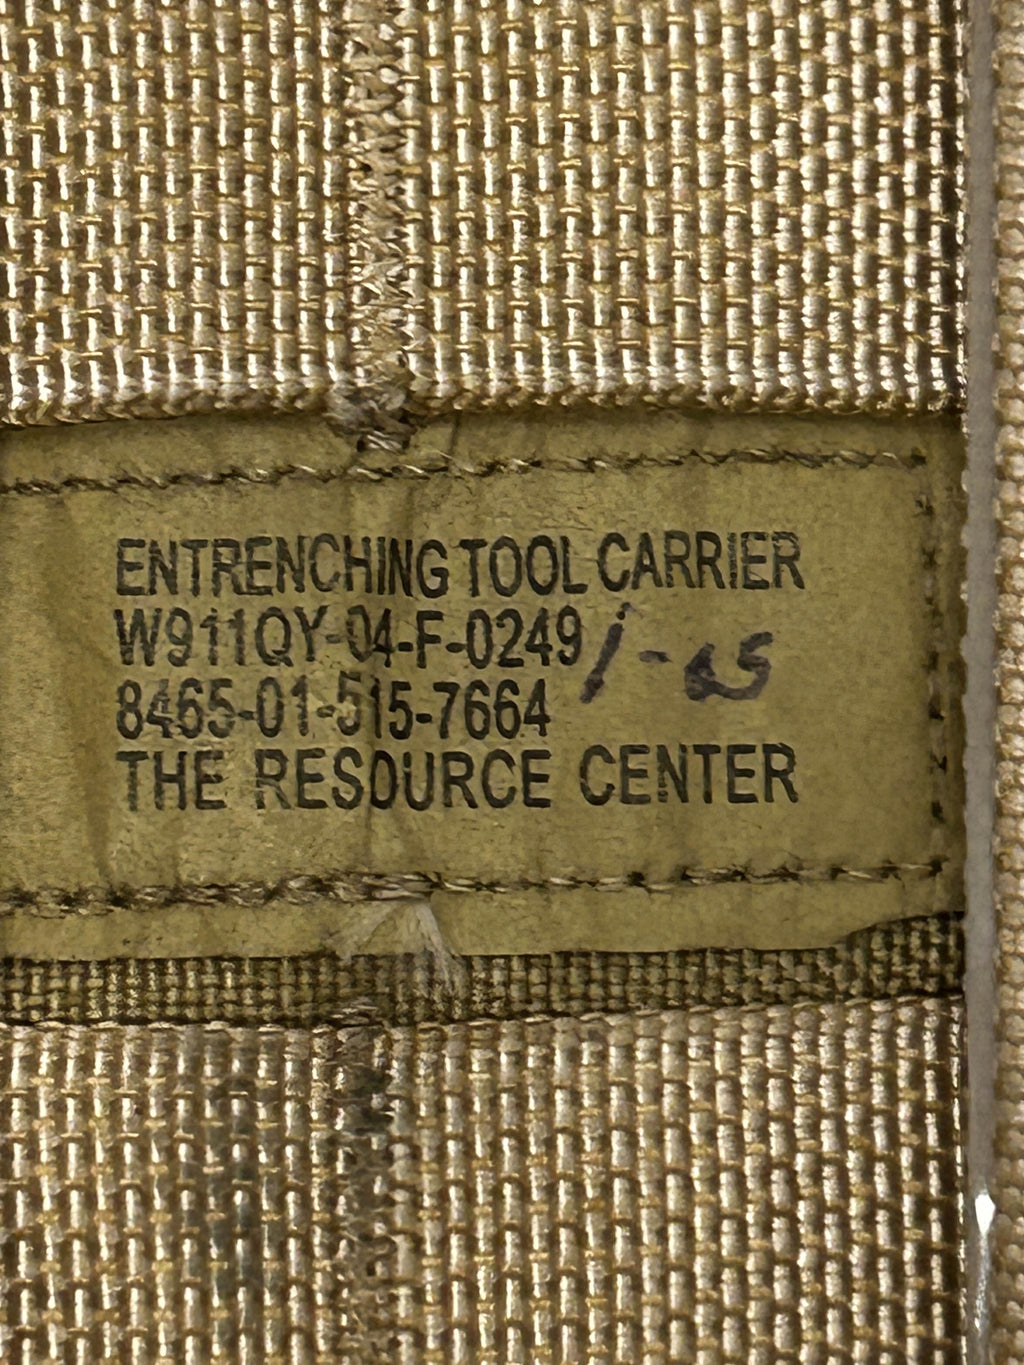 ENTRENCHING TOOL CARRIER
W911QY-04-F-0249
8465-01-515-7664
THE RESOURCE CENTER